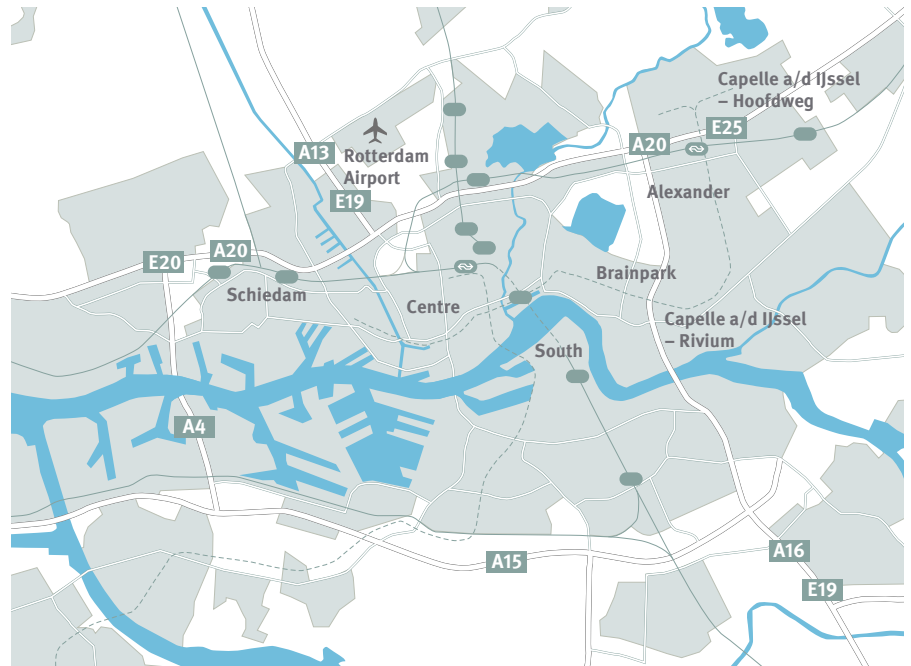 Capelle a/d IJssel
– Hoofdweg
E25
A20
A13
Rotterdam
Airport
Alexander
E19
A20
E20
Schiedam
Brainpark
Centre
Capelle a/d IJssel
– Rivium
South
A4
A15
A16
E19